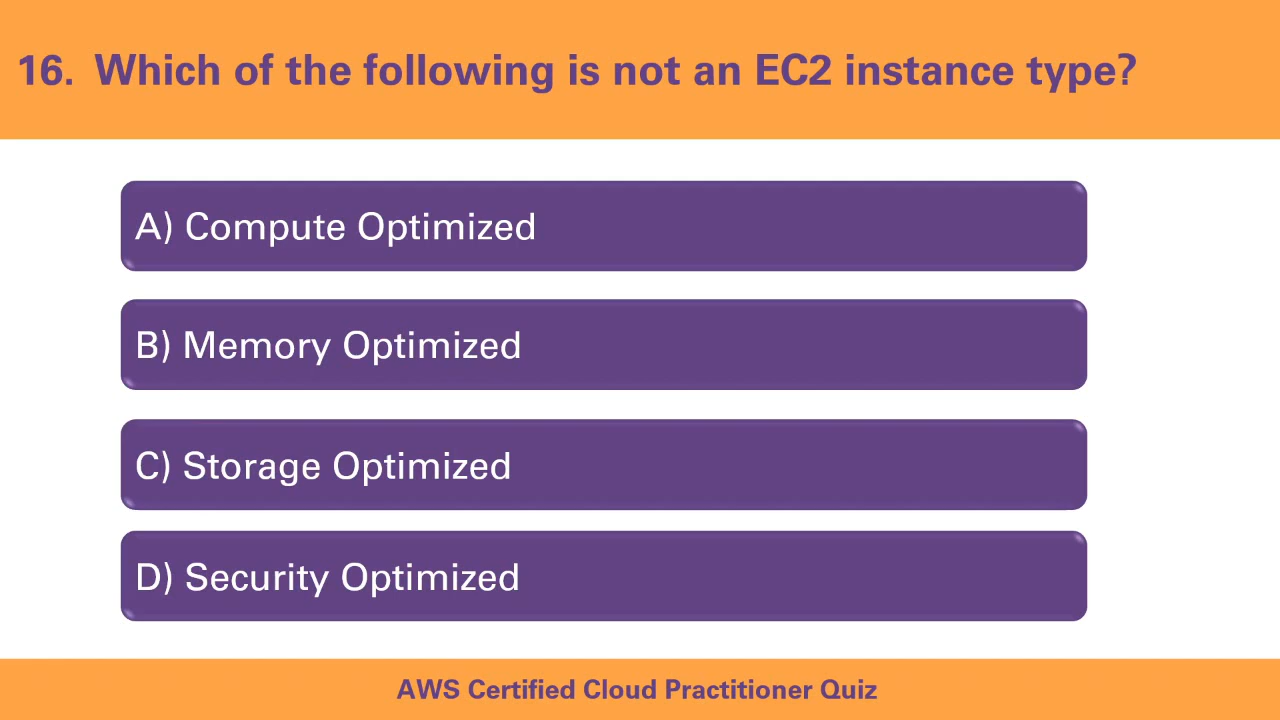 16. Which of the following is not an EC2 instance type?
A) Compute Optimized
B) Memory Optimized
C) Storage Optimized
D) Security Optimized
AWS Certified Cloud Practitioner Quiz